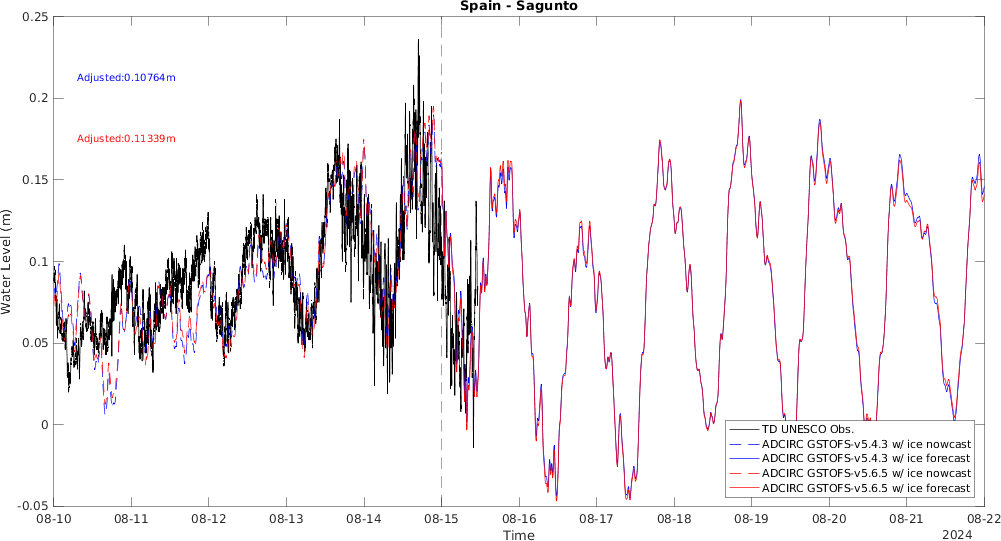 Spain - Sagunto
0.25
0.2
0.15
0.1
0.05
0
-0.05
Water Level (m)
Adjusted:0.10764m
Adjusted:0.11339m
TD UNESCO Obs.
ADCIRC GSTOFS-v5.4.3 w/ ice nowcast
ADCIRC GSTOFS-v5.4.3 w/ ice forecast
ADCIRC GSTOFS-v5.6.5 w/ ice nowcast
ADCIRC GSTOFS-v5.6.5 w/ ice forecast
08-10 08-11 08-12 08-13 08-14 08-15 08-16 08-17 08-18 08-19 08-20 08-21 08-22
Time
2024